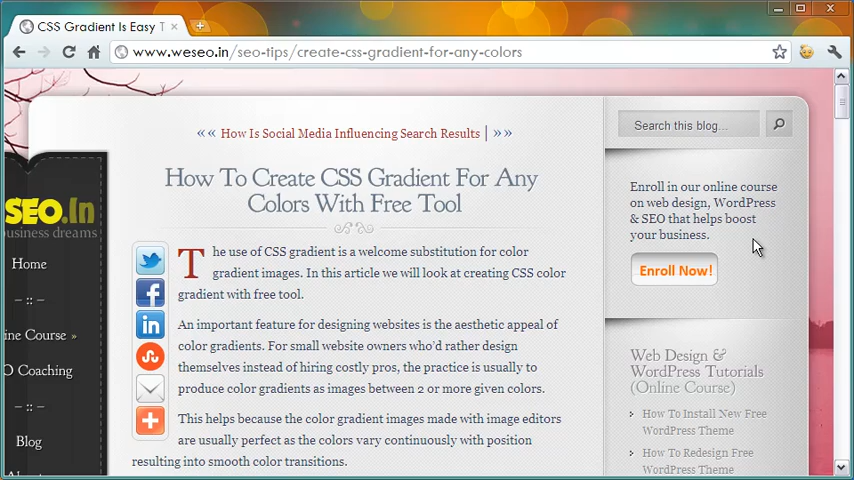 CSS Gradient Is Easy T
www.weseo.in/seo-tips/create-css-gradient-for-any-colors
«« How Is Social Media Influencing Search Results | »»
Search this blog...
How To Create CSS Gradient For Any
Colors With Free Tool
SEO.In
business dreams
Home
– :: –
ine Course »
O Coaching
– :: –
Blog
About
The use of CSS gradient is a welcome substitution for color
gradient images. In this article we will look at creating CSS color
gradient with free tool.
An important feature for designing websites is the aesthetic appeal of
color gradients. For small website owners who'd rather design
themselves instead of hiring costly pros, the practice is usually to
produce color gradients as images between 2 or more given colors.
This helps because the color gradient images made with image editors
are usually perfect as the colors vary continuously with position
resulting into smooth color transitions.
Enroll in our online course
on web design, WordPress
& SEO that helps boost
your business.
Enroll Now!
Web Design &
WordPress Tutorials
(Online Course)
How To Install New Free
WordPress Theme
How To Redesign Free
WordPress Theme